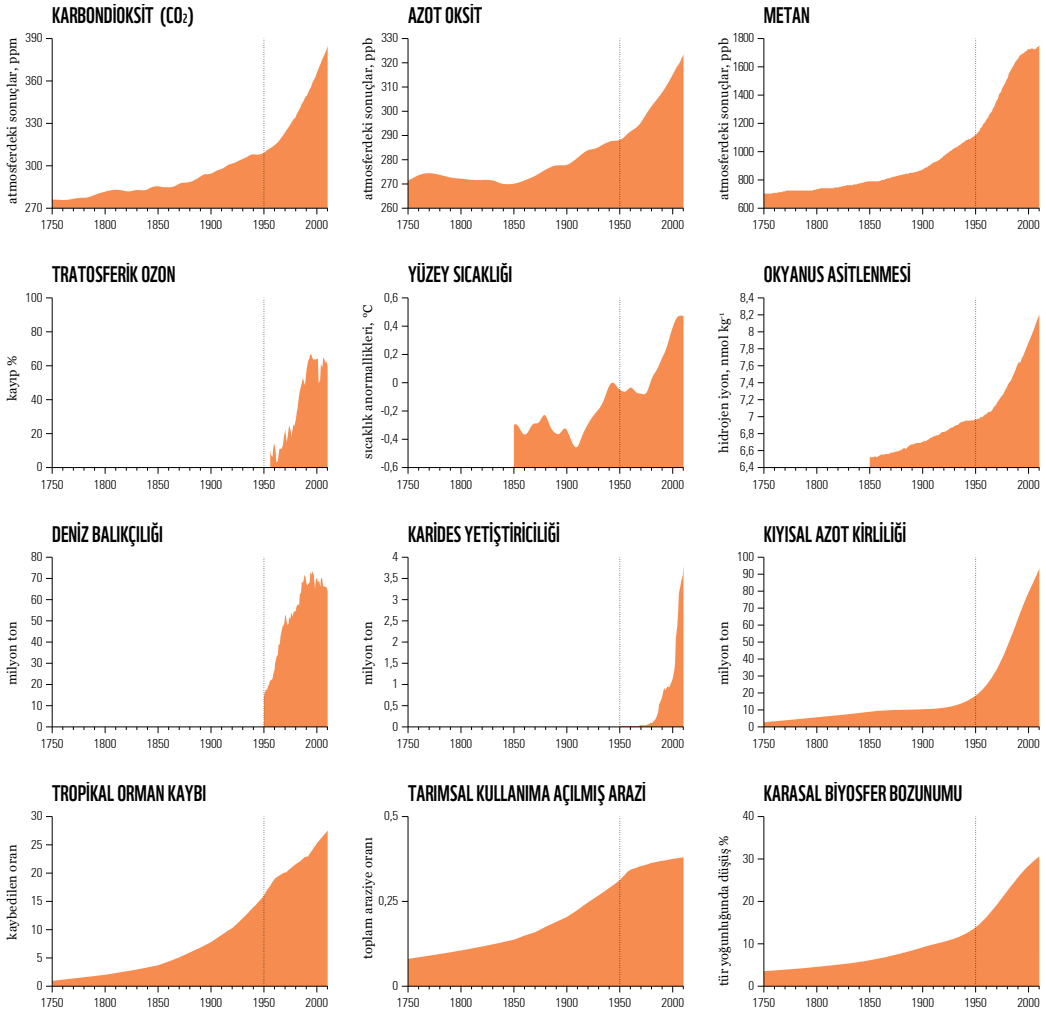 KARBONDİOKSİT (CO₂)
atmosferdeki sonuçlar, ppm
390
360
330
300
270
1750 1800 1850 1900 1950 2000
AZOT OKSİT
atmosferdeki sonuçlar, ppb
330
320
310
300
290
280
270
260
1750 1800 1850 1900 1950 2000
METAN
atmosferdeki sonuçlar, ppb
1800
1600
1400
1200
1000
800
600
1750 1800 1850 1900 1950 2000
TRATOSFERİK OZON
kayıp %
100
80
60
40
20
0
1750 1800 1850 1900 1950 2000
YÜZEY SICAKLIĞI
sıcaklık anormallikleri, °C
0,6
0,4
0,2
0
-0,2
-0,4
-0,6
1750 1800 1850 1900 1950 2000
OKYANUS ASİTLENMESİ
hidrojen iyon, nmol kg⁻¹
8,4
8,2
8
7,8
7,6
7,4
7,2
7
6,8
6,6
6,4
1750 1800 1850 1900 1950 2000
DENİZ BALIKÇILIĞI
milyon ton
80
70
60
50
40
30
20
10
0
1750 1800 1850 1900 1950 2000
KARİDES YETİŞTİRİCİLİĞİ
milyon ton
4
3,5
3
2,5
2
1,5
1
0,5
0
1750 1800 1850 1900 1950 2000
KIYISAL AZOT KİRLİLİĞİ
milyon ton
100
90
80
70
60
50
40
30
20
10
0
1750 1800 1850 1900 1950 2000
TROPİKAL ORMAN KAYBI
kaybedilen oran
30
25
20
15
10
5
0
1750 1800 1850 1900 1950 2000
TARIMSAL KULLANIMA AÇILMIŞ ARAZİ
toplam araziye oranı
0,5
0,25
0
1750 1800 1850 1900 1950 2000
KARASAL BİYOSFER BOZUNUMU
tür yoğunluğunda düşüş %
40
30
20
10
0
1750 1800 1850 1900 1950 2000